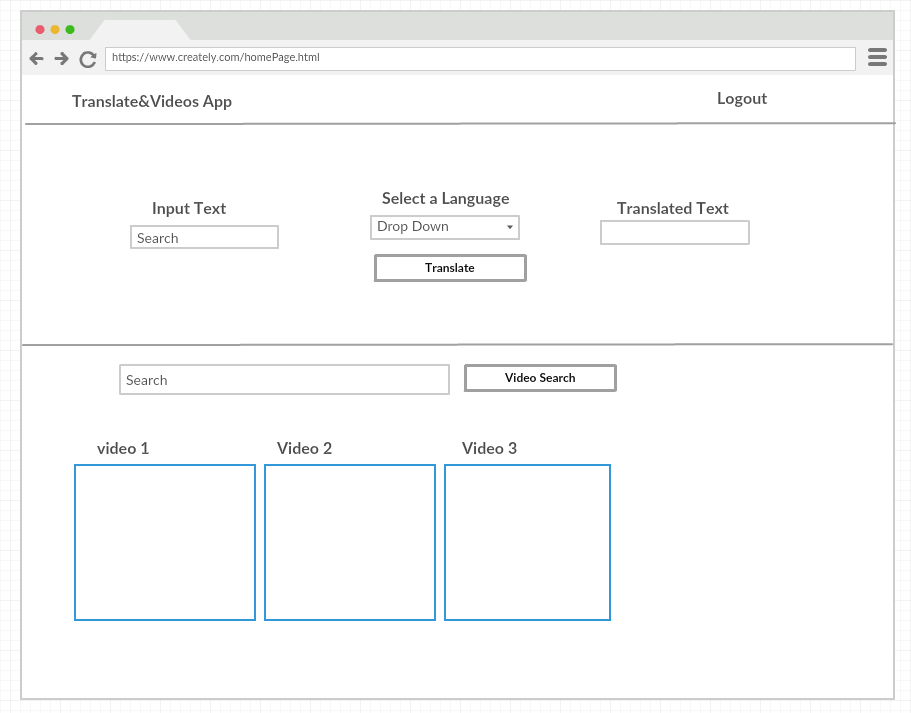 https://www.creately.com/homePage.html
Translate&Videos App
Logout
Input Text
Search
Select a Language
Drop Down
Translate
Translated Text
Search
Video Search
video 1
Video 2
Video 3